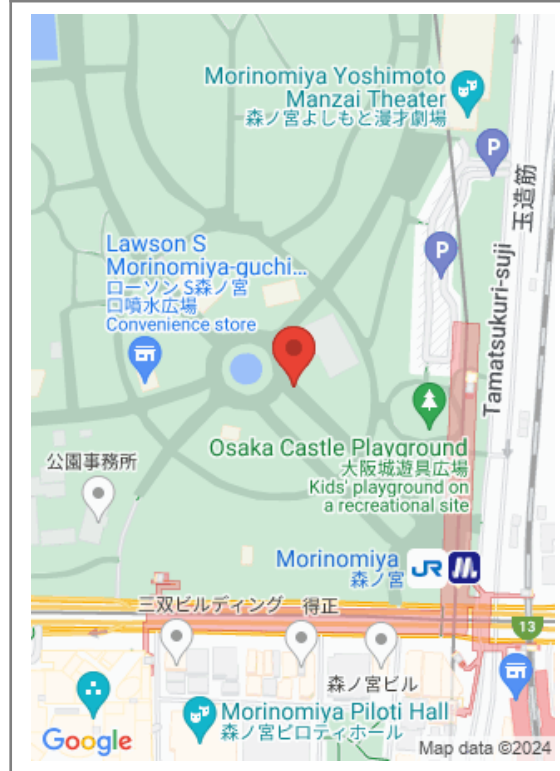 Morinomiya Yoshimoto
Manzai Theater
森ノ宮よしもと漫才劇場
P
玉造筋
P
Tamatsukuri-suji
Lawson S
Morinomiya-guchi...
ローソン S森ノ宮
口噴水広場
Convenience store
Osaka Castle Playground
大阪城遊具広場
Kids' playground on
a recreational site
公園事務所
Morinomiya
森ノ宮
JR
三双ビルディング
得正
13
森ノ宮ビル
Morinomiya Piloti Hall
森ノ宮ピロティホール
Google
Map data ©2024